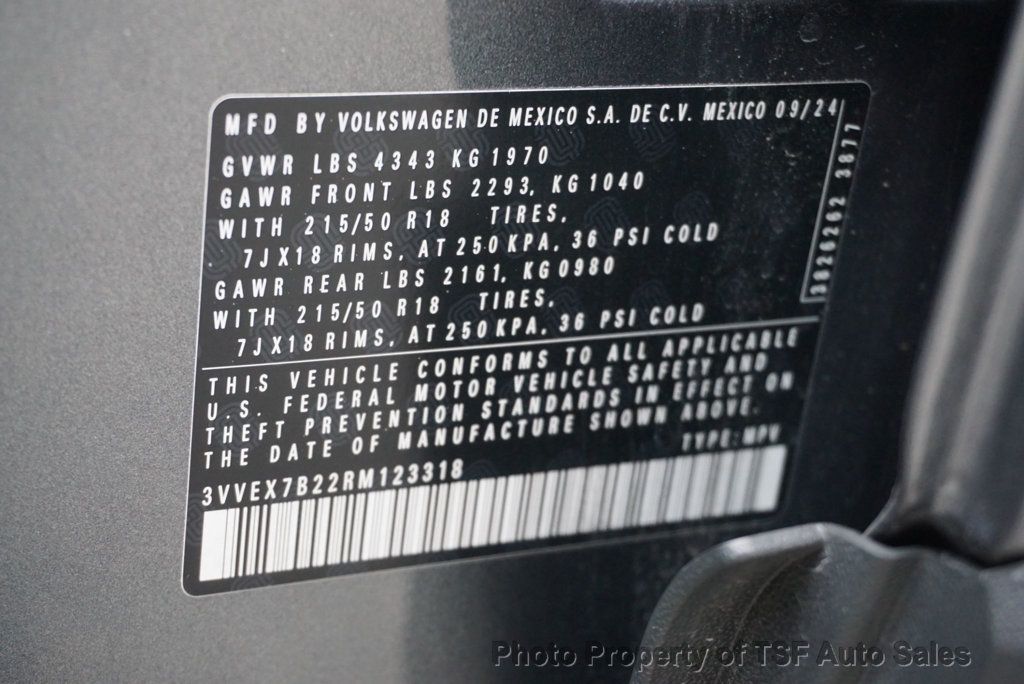 MFD BY VOLKSWAGEN DE MEXICO S.A. DE C.V. MEXICO 09/24
GVWR LBS 4343 KG 1970
GAWR FRONT LBS 2293, KG 1040
WITH 215/50 R18 TIRES,
7JX18 RIMS, AT 250 KPA, 36 PSI COLD
GAWR REAR LBS 2161, KG 0980
WITH 215/50 R18 TIRES,
7JX18 RIMS, AT 250 KPA, 36 PSI COLD
THIS VEHICLE CONFORMS TO ALL APPLICABLE
U.S. FEDERAL MOTOR VEHICLE SAFETY AND
THEFT PREVENTION STANDARDS IN EFFECT ON
THE DATE OF MANUFACTURE SHOWN ABOVE.
TYPE: MPV
3VVEX7B22RM123318
3877
Photo Property of TSF Auto Sales